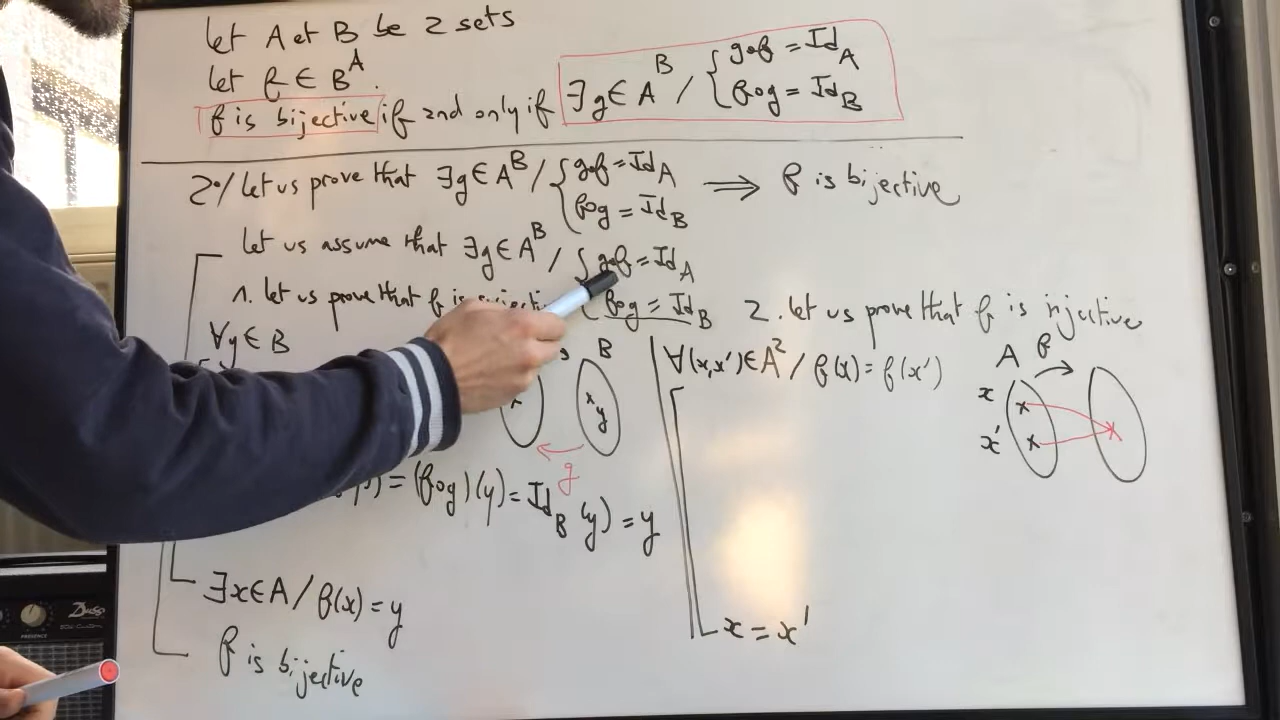 let A et B be 2 sets
let f ∈ B^A.
f is bijective if and only if ∃g ∈ A^B / { g∘f = Id_A
f∘g = Id_B
2°/ let us prove that ∃g ∈ A^B / { g∘f = Id_A ⟹ f is bijective
f∘g = Id_B
let us assume that ∃g ∈ A^B / { g∘f = Id_A
f∘g = Id_B
1. let us prove that f is
∀y ∈ B
B
x y
g
= (f∘g)(y) = Id_B(y) = y
∃x ∈ A / f(x) = y
f is bijective
2. let us prove that f is injective
∀(x,x') ∈ A² / f(x) = f(x')
A f
x x
x' x
x
x = x'
PRESENCE